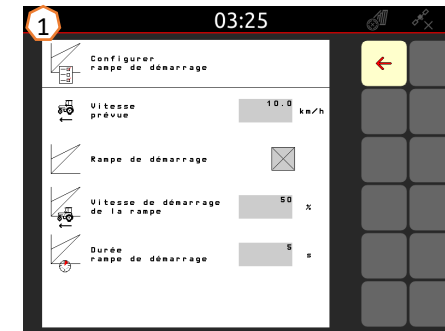 1
03:25
Configurer
rampe de démarrage
Vitesse
prévue
10.0
km/h
Rampe de démarrage
Vitesse de démarrage
de la rampe
50
%
Durée
rampe de démarrage
5
s